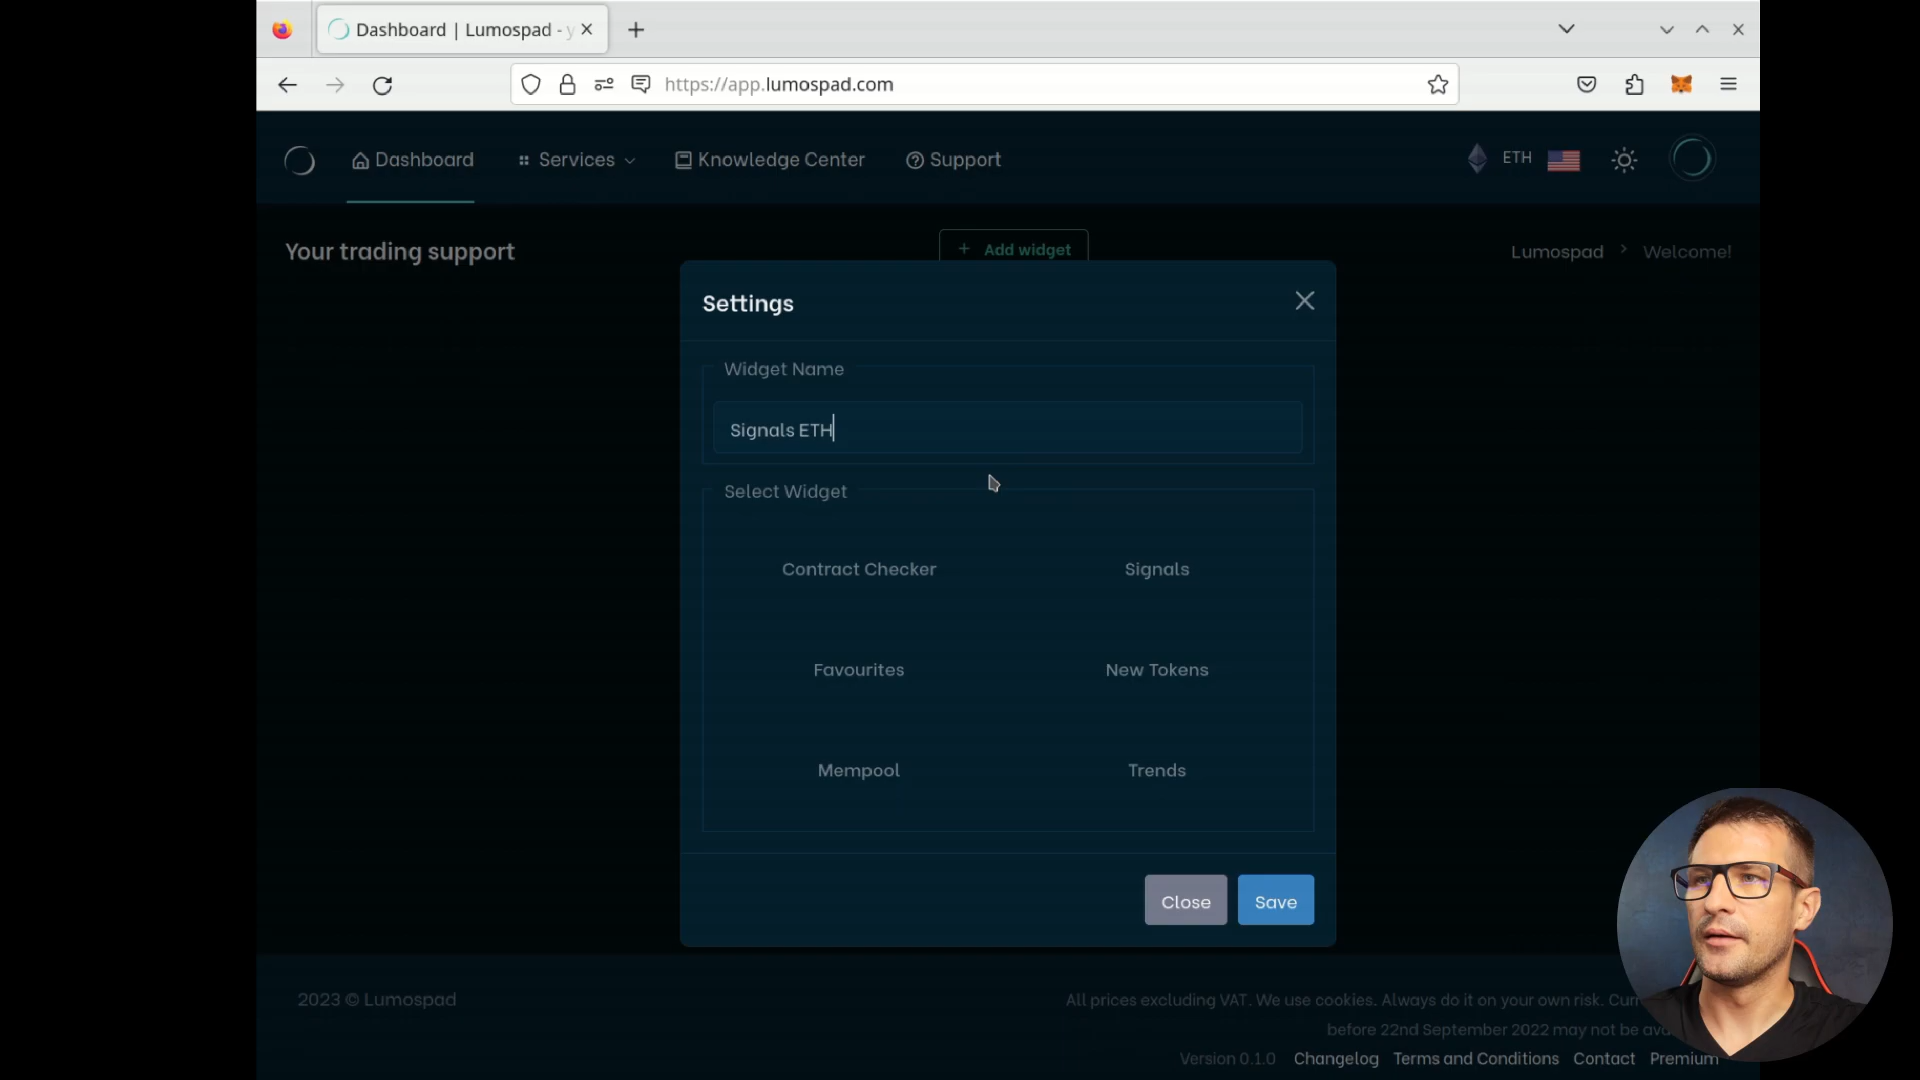 Dashboard | Lumospad - y
https://app.lumospad.com
Dashboard
Services
Knowledge Center
Support
ETH
Your trading support
+ Add widget
Lumospad > Welcome!
Settings
Widget Name
Signals ETH
Select Widget
Contract Checker
Signals
Favourites
New Tokens
Mempool
Trends
Close
Save
2023 © Lumospad
All prices excluding VAT. We use cookies. Always do it on your own risk.
before 22nd September 2022 may not be
Version 0.1.0 Changelog Terms and Conditions Contact Premium